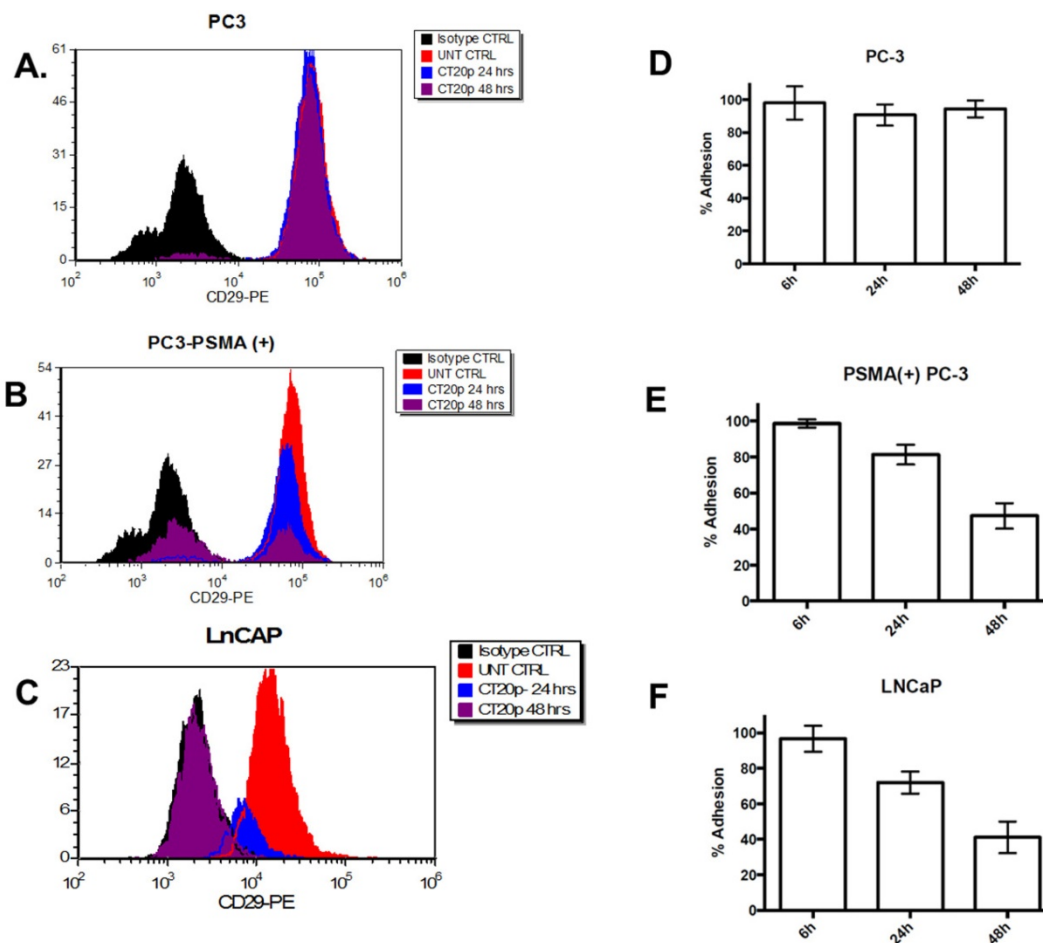 PC3
A.
Isotype CTRL
UNT CTRL
CT20p 24 hrs
CT20p 48 hrs
61
46
31
15
0
10^2 10^3 10^4 10^5 10^6
CD29-PE
B
PC3-PSMA (+)
Isotype CTRL
UNT CTRL
CT20p 24 hrs
CT20p 48 hrs
54
41
27
14
0
10^2 10^3 10^4 10^5 10^6
CD29-PE
C
LnCAP
Isotype CTRL
UNT CTRL
CT20p- 24 hrs
CT20p 48 hrs
23
17
12
6
0
10^2 10^3 10^4 10^5 10^6
CD29-PE
D
PC-3
% Adhesion
100
80
60
40
20
0
6h 24h 48h
E
PSMA(+) PC-3
% Adhesion
100
80
60
40
20
0
6h 24h 48h
F
LNCaP
% Adhesion
100
80
60
40
20
0
6h 24h 48h